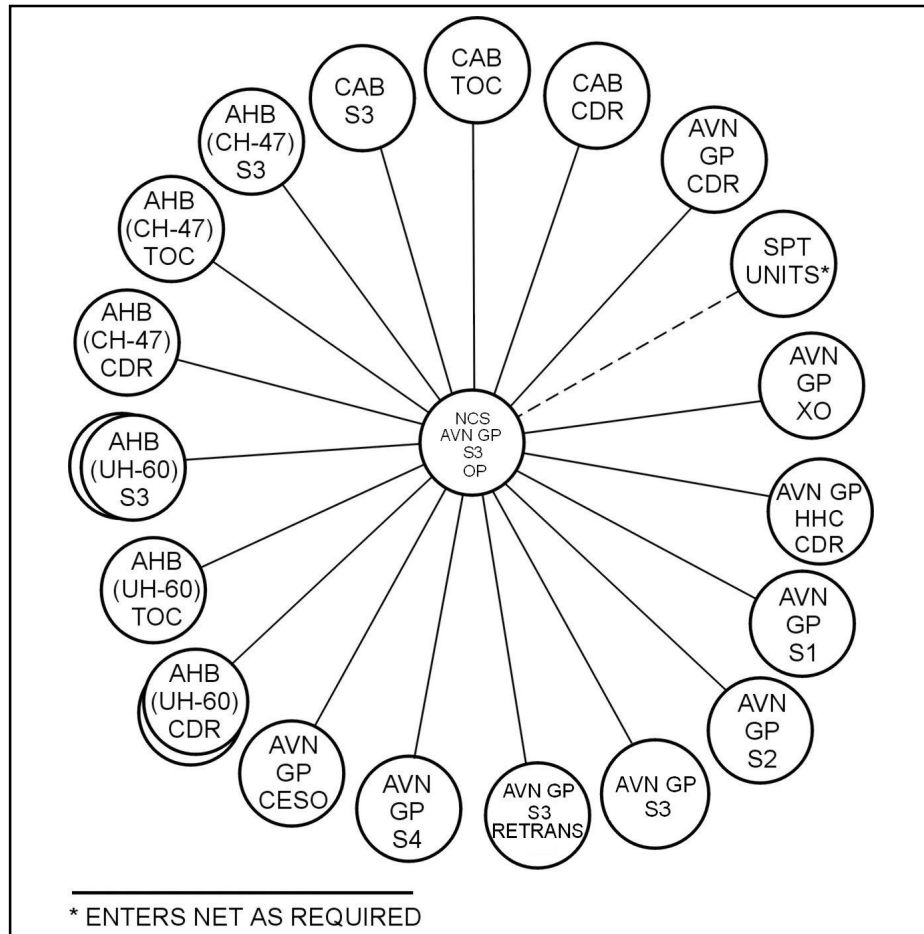 CAB
TOC
CAB
CDR
AVN
GP
CDR
SPT
UNITS*
AVN
GP
XO
AVN GP
HHC
CDR
AVN
GP
S1
AVN
GP
S2
AVN GP
S3
AVN GP
S3
RETRANS
AVN
GP
S4
AVN
GP
CESO
AHB
(UH-60)
CDR
AHB
(UH-60)
TOC
AHB
(UH-60)
S3
AHB
(CH-47)
CDR
AHB
(CH-47)
TOC
AHB
(CH-47)
S3
CAB
S3
NCS
AVN GP
S3
OP
* ENTERS NET AS REQUIRED